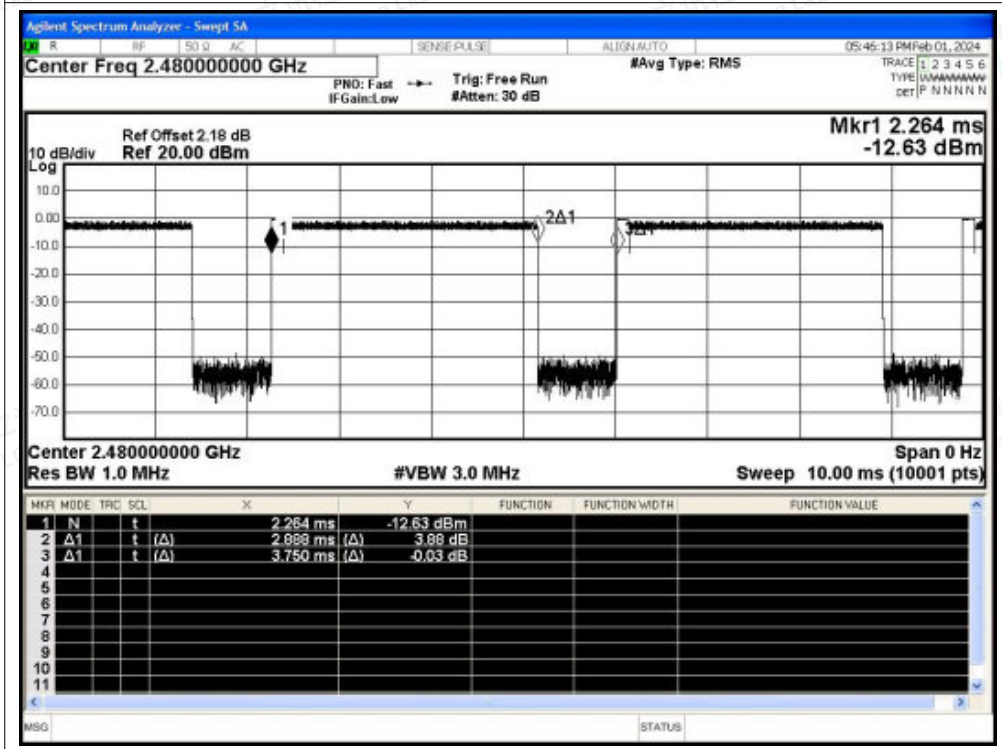 Agilent Spectrum Analyzer - Swept SA
R RF 50 Ω AC SENSE:PULSE ALIGN AUTO 05:46:13 PM Feb 01, 2024
Center Freq 2.480000000 GHz #Avg Type: RMS TRACE 1 2 3 4 5 6
PNO: Fast Trig: Free Run TYPE
IFGain:Low #Atten: 30 dB DET P N N N N N
Mkr1 2.264 ms
Ref Offset 2.18 dB
10 dB/div Ref 20.00 dBm -12.63 dBm
Log
10.0
0.00
2Δ1
1
3Δ1
-10.0
-20.0
-30.0
-40.0
-50.0
-60.0
-70.0
Center 2.480000000 GHz Span 0 Hz
Res BW 1.0 MHz #VBW 3.0 MHz Sweep 10.00 ms (10001 pts)
MKR MODE TRC SCL X Y FUNCTION FUNCTION WIDTH FUNCTION VALUE
1 N t 2.264 ms -12.63 dBm
2 Δ1 t (Δ) 2.888 ms (Δ) 3.88 dB
3 Δ1 t (Δ) 3.750 ms (Δ) -0.03 dB
4
5
6
7
8
9
10
11
MSG STATUS